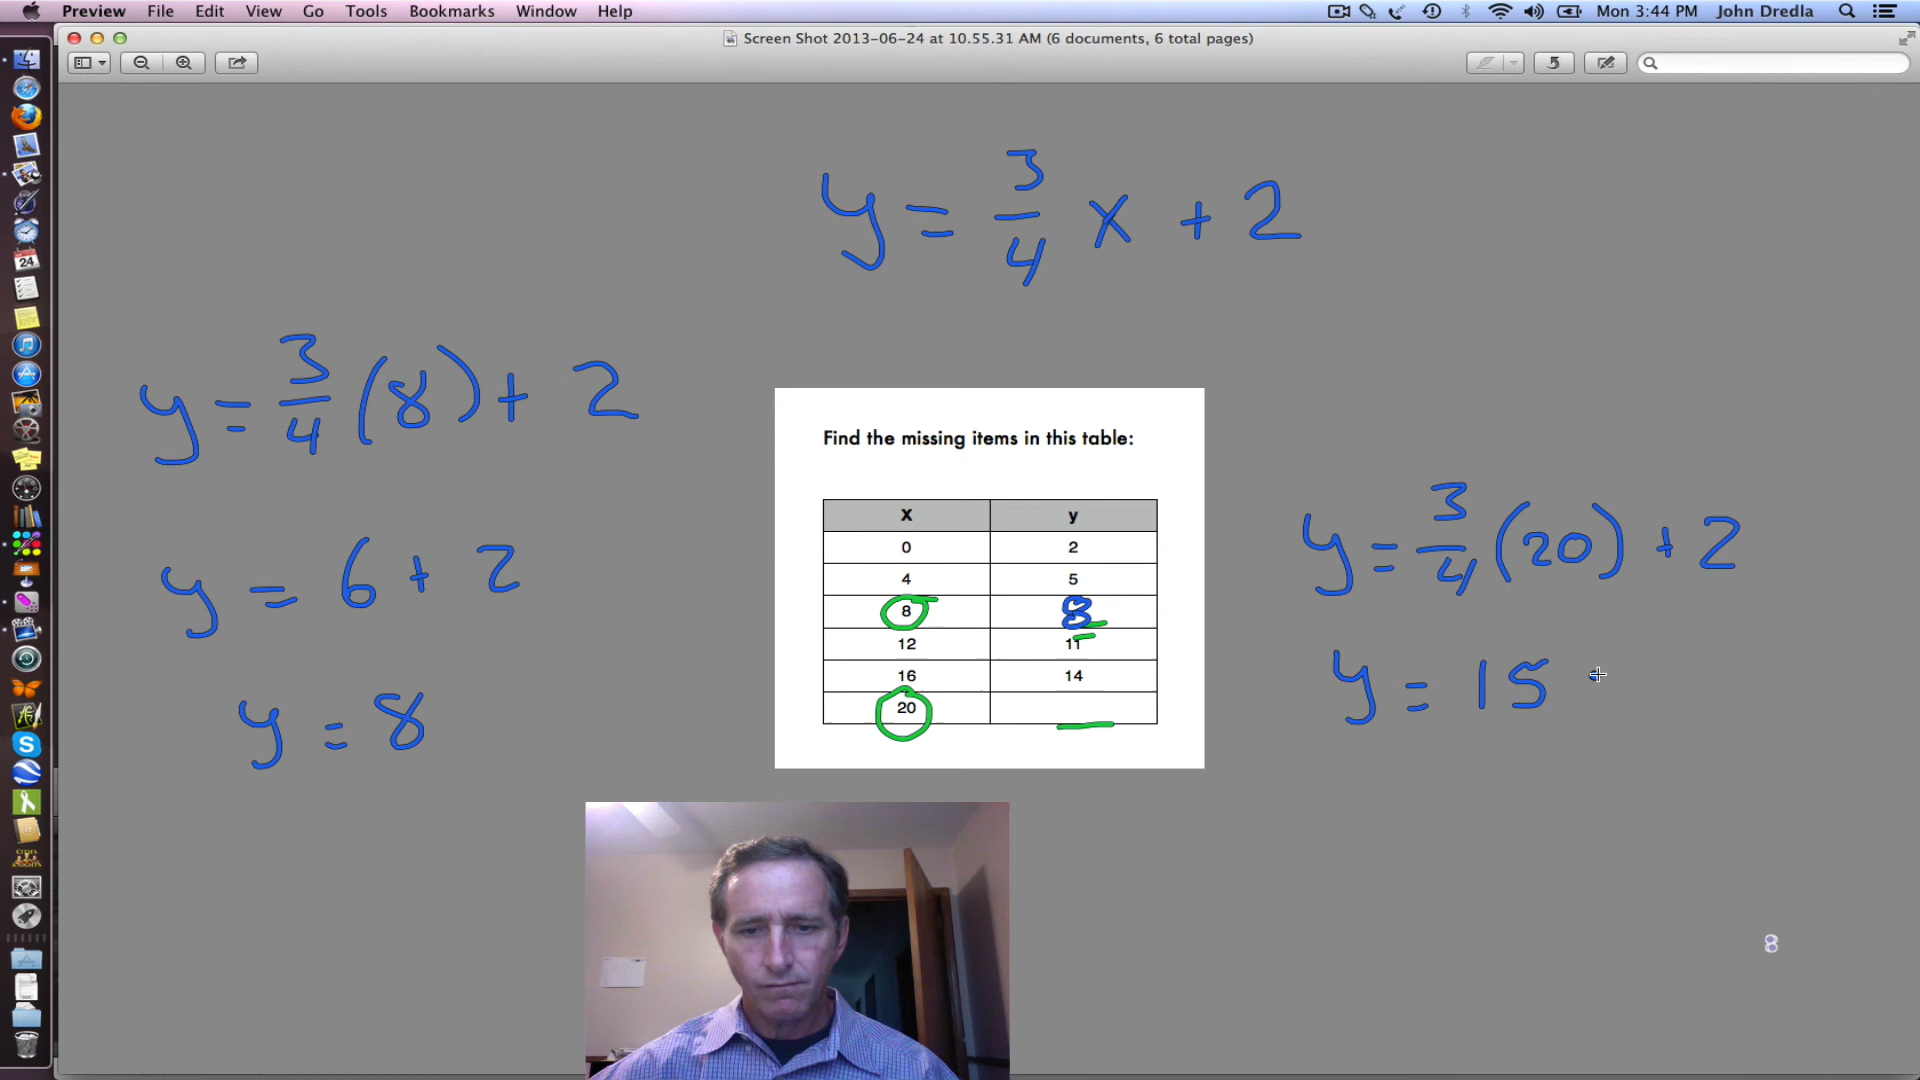 Preview File Edit View Go Tools Bookmarks Window Help Mon 3:44 PM John Dredla
Screen Shot 2013-06-24 at 10.55.31 AM (6 documents, 6 total pages)
y = 3/4 x + 2
y = 3/4 (8) + 2
y = 6 + 2
y = 8
Find the missing items in this table:
x y
0 2
4 5
8 8
12 11
16 14
20
y = 3/4 (20) + 2
y = 15
8
24